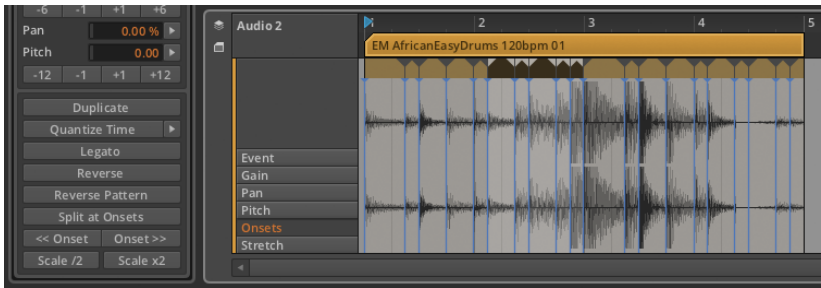 -6 -1 +1 +6
Pan 0.00 %
Pitch 0.00
-12 -1 +1 +12
Duplicate
Quantize Time
Legato
Reverse
Reverse Pattern
Split at Onsets
<< Onset Onset >>
Scale /2 Scale x2
Audio 2
1 2 3 4 5
EM AfricanEasyDrums 120bpm 01
Event
Gain
Pan
Pitch
Onsets
Stretch